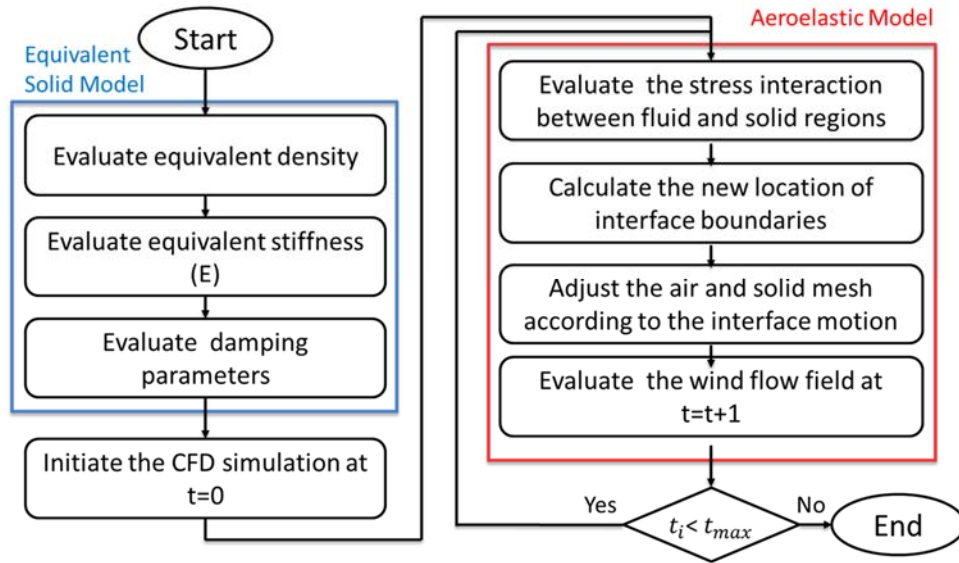 Start
Equivalent
Solid Model
Evaluate equivalent density
Evaluate equivalent stiffness
(E)
Evaluate damping
parameters
Initiate the CFD simulation at
t=0
Aeroelastic Model
Evaluate the stress interaction
between fluid and solid regions
Calculate the new location of
interface boundaries
Adjust the air and solid mesh
according to the interface motion
Evaluate the wind flow field at
t=t+1
Yes
t_i< t_max
No
End